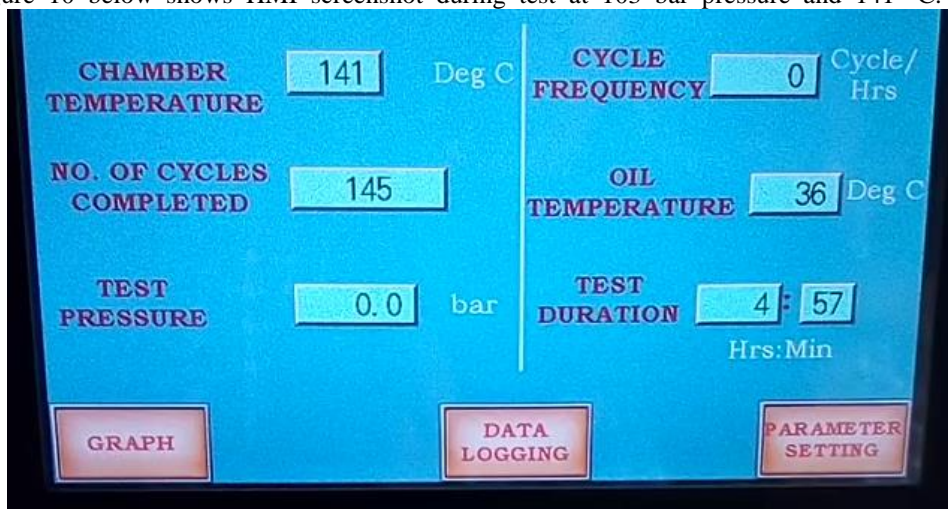 ure 10 below shows HMI screenshot during test at 105 bar pressure and 141 °C.
CHAMBER
TEMPERATURE
141
Deg C
NO. OF CYCLES
COMPLETED
145
TEST
PRESSURE
0.0
bar
CYCLE
FREQUENCY
0
Cycle/
Hrs
OIL
TEMPERATURE
36
Deg C
TEST
DURATION
4 : 57
Hrs:Min
GRAPH
DATA
LOGGING
PARAMETER
SETTING